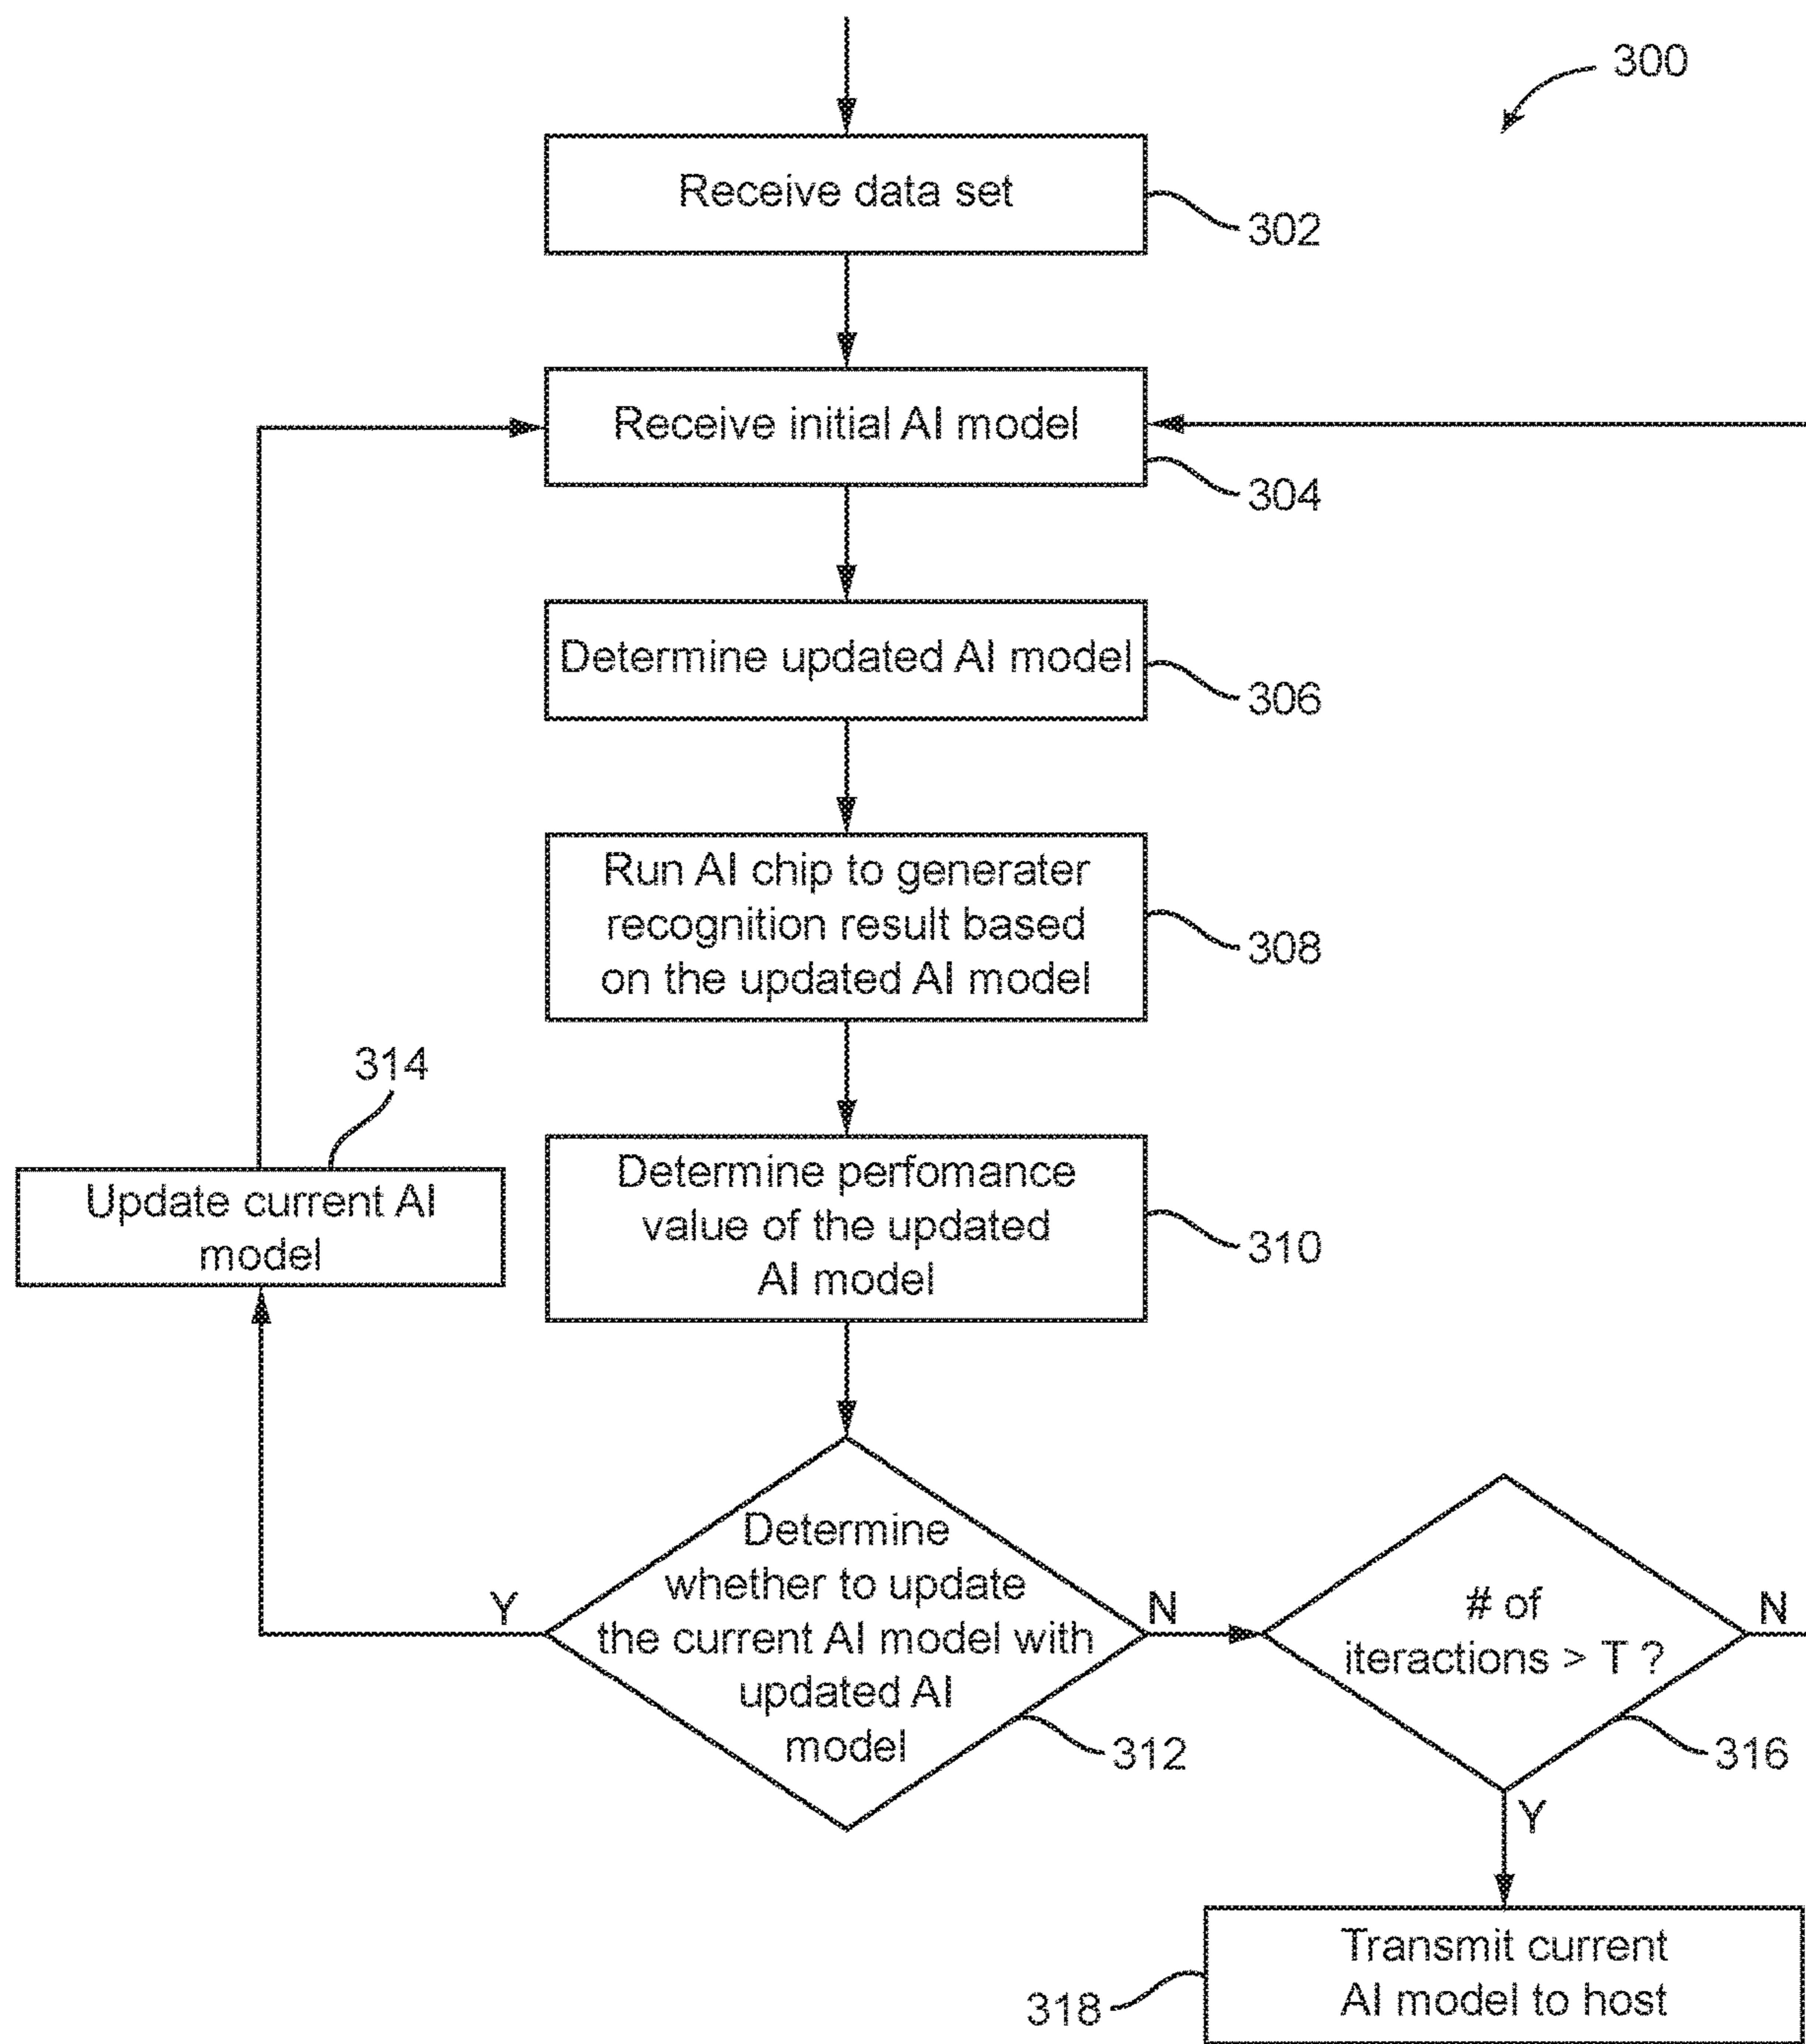 300
Receive data set
302
Receive initial AI model
304
Determine updated AI model
306
Run AI chip to generater
recognition result based
on the updated AI model
308
314
Update current AI
model
Determine perfomance
value of the updated
AI model
310
Determine
whether to update
the current AI model with
updated AI
model
Y
N
312
# of
iteractions > T ?
N
316
Y
Transmit current
AI model to host
318